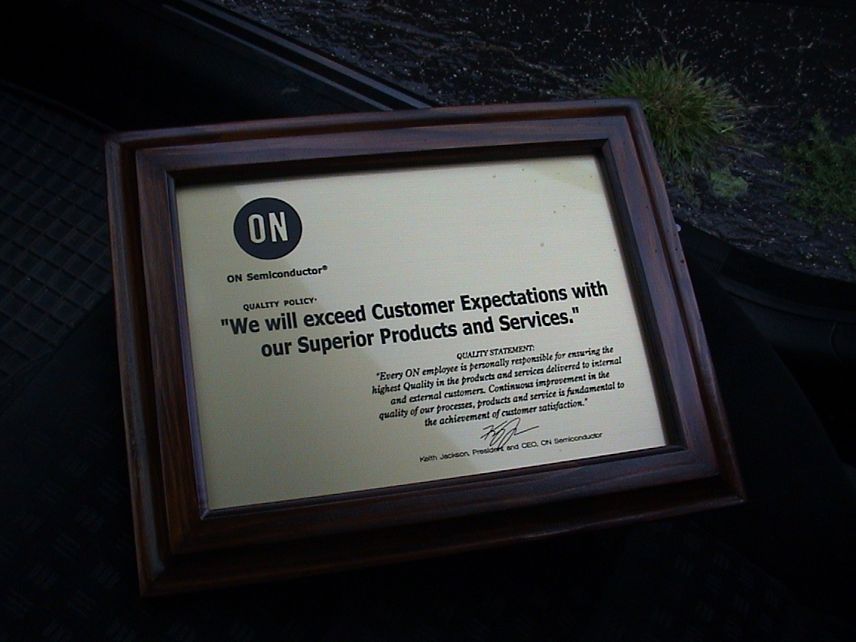 ON
ON Semiconductor®
QUALITY POLICY·
"We will exceed Customer Expectations with
our Superior Products and Services."
QUALITY STATEMENT:
"Every ON employee is personally responsible for ensuring the
highest Quality in the products and services delivered to internal
and external customers. Continuous improvement in the
quality of our processes, products and service is fundamental to
the achievement of customer satisfaction."
Keith Jackson, President and CEO, ON Semiconductor